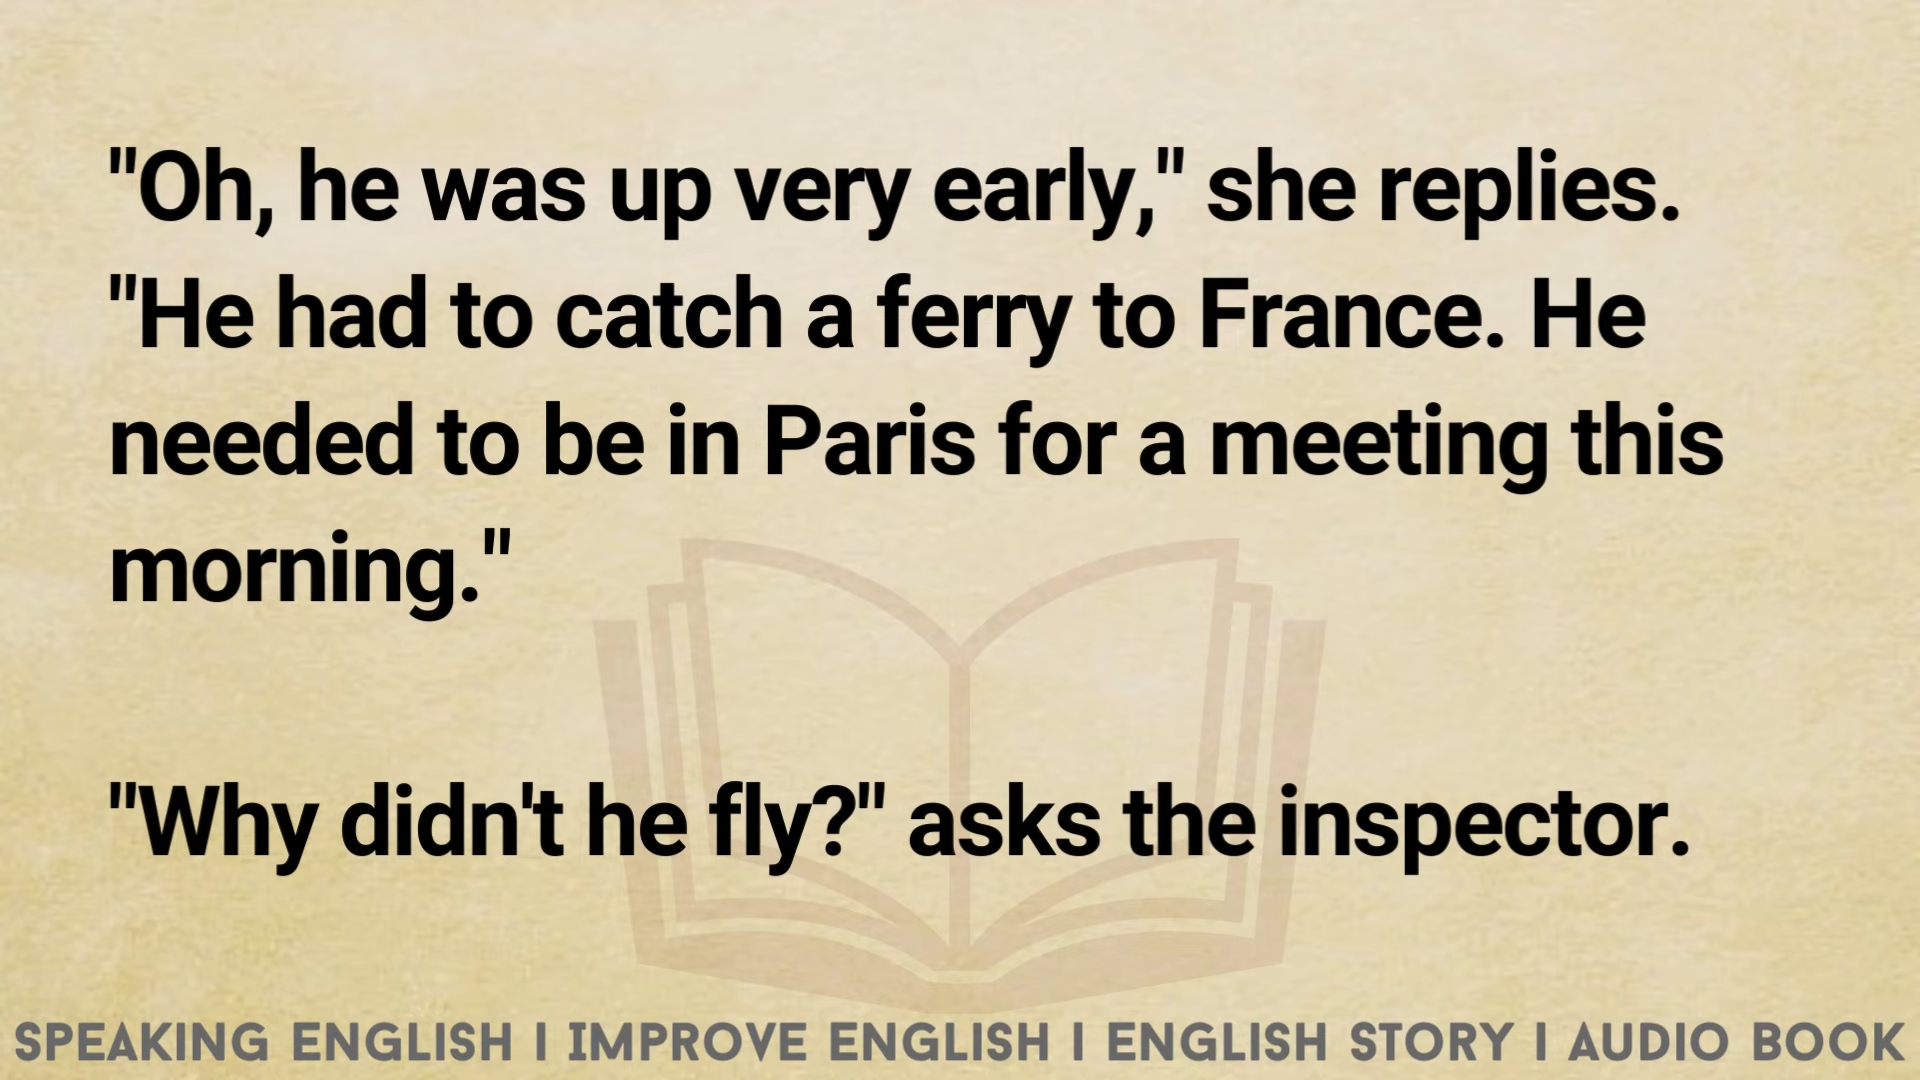 "Oh, he was up very early," she replies.
"He had to catch a ferry to France. He
needed to be in Paris for a meeting this
morning."
"Why didn't he fly?" asks the inspector.
SPEAKING ENGLISH I IMPROVE ENGLISH I ENGLISH STORY I AUDIO BOOK